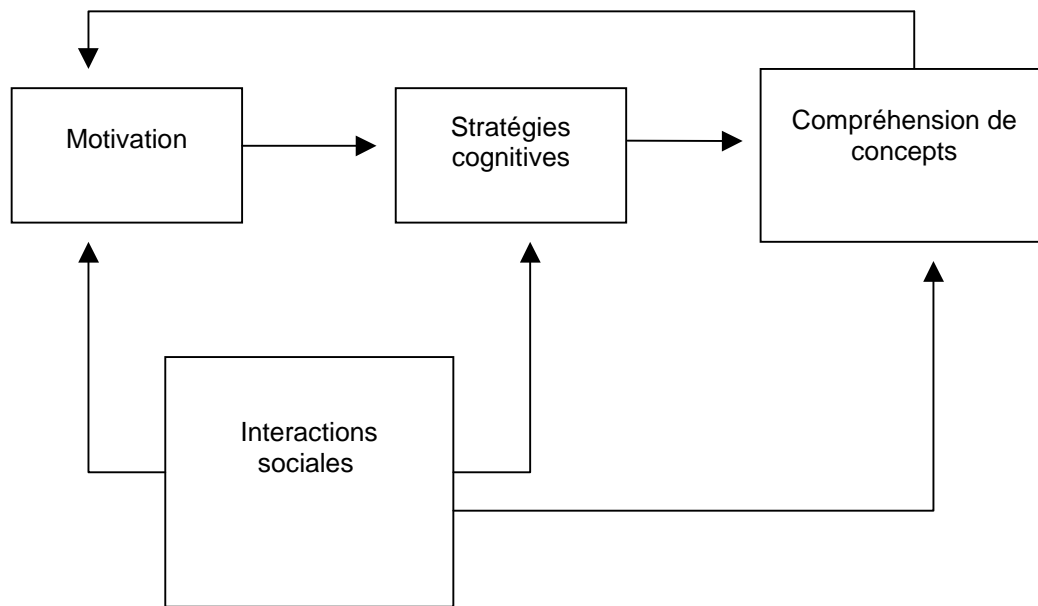 Motivation
Stratégies
cognitives
Compréhension de
concepts
Interactions
sociales